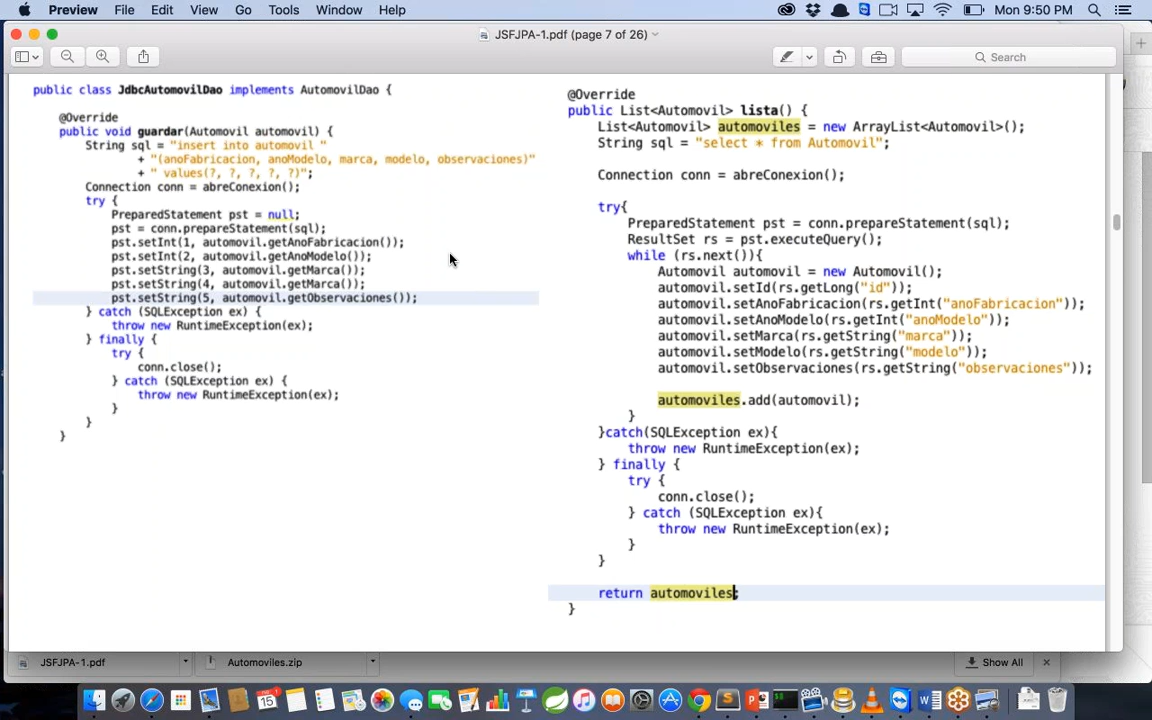 Preview File Edit View Go Tools Window Help Mon 9:50 PM
JSFJPA-1.pdf (page 7 of 26)
Search
public class JdbcAutomovilDao implements AutomovilDao {
@Override
public void guardar(Automovil automovil) {
String sql = "insert into automovil "
+ "(anoFabricacion, anoModelo, marca, modelo, observaciones)"
+ " values(?, ?, ?, ?, ?)";
Connection conn = abreConexion();
try {
PreparedStatement pst = null;
pst = conn.prepareStatement(sql);
pst.setInt(1, automovil.getAnoFabricacion());
pst.setInt(2, automovil.getAnoModelo());
pst.setString(3, automovil.getMarca());
pst.setString(4, automovil.getMarca());
pst.setString(5, automovil.getObservaciones());
} catch (SQLException ex) {
throw new RuntimeException(ex);
} finally {
try {
conn.close();
} catch (SQLException ex) {
throw new RuntimeException(ex);
}
}
}
@Override
public List<Automovil> lista() {
List<Automovil> automoviles = new ArrayList<Automovil>();
String sql = "select * from Automovil";
Connection conn = abreConexion();
try{
PreparedStatement pst = conn.prepareStatement(sql);
ResultSet rs = pst.executeQuery();
while (rs.next()){
Automovil automovil = new Automovil();
automovil.setId(rs.getLong("id"));
automovil.setAnoFabricacion(rs.getInt("anoFabricacion"));
automovil.setAnoModelo(rs.getInt("anoModelo"));
automovil.setMarca(rs.getString("marca"));
automovil.setModelo(rs.getString("modelo"));
automovil.setObservaciones(rs.getString("observaciones"));
automoviles.add(automovil);
}
}catch(SQLException ex){
throw new RuntimeException(ex);
} finally {
try {
conn.close();
} catch (SQLException ex){
throw new RuntimeException(ex);
}
}
return automoviles;
}
JSFJPA-1.pdf Automoviles.zip Show All
15